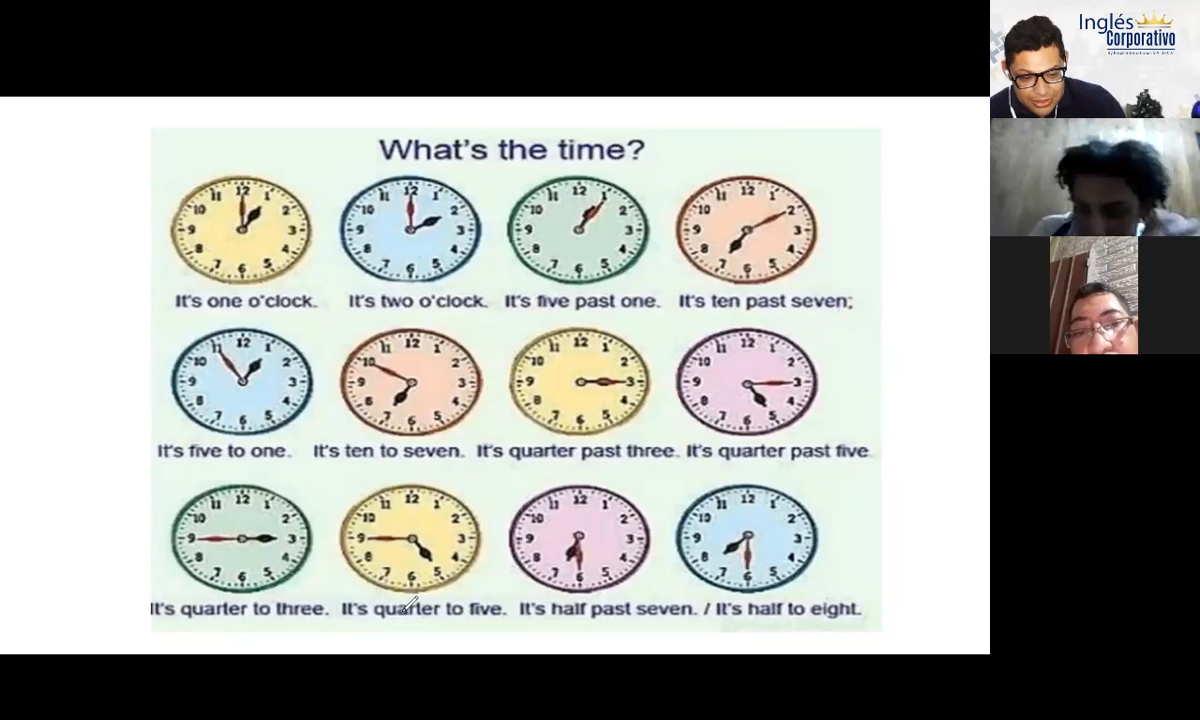 Inglés
Corporativo
What's the time?
It's one o'clock. It's two o'clock. It's five past one. It's ten past seven;
It's five to one. It's ten to seven. It's quarter past three. It's quarter past five.
It's quarter to three. It's quarter to five. It's half past seven. / It's half to eight.